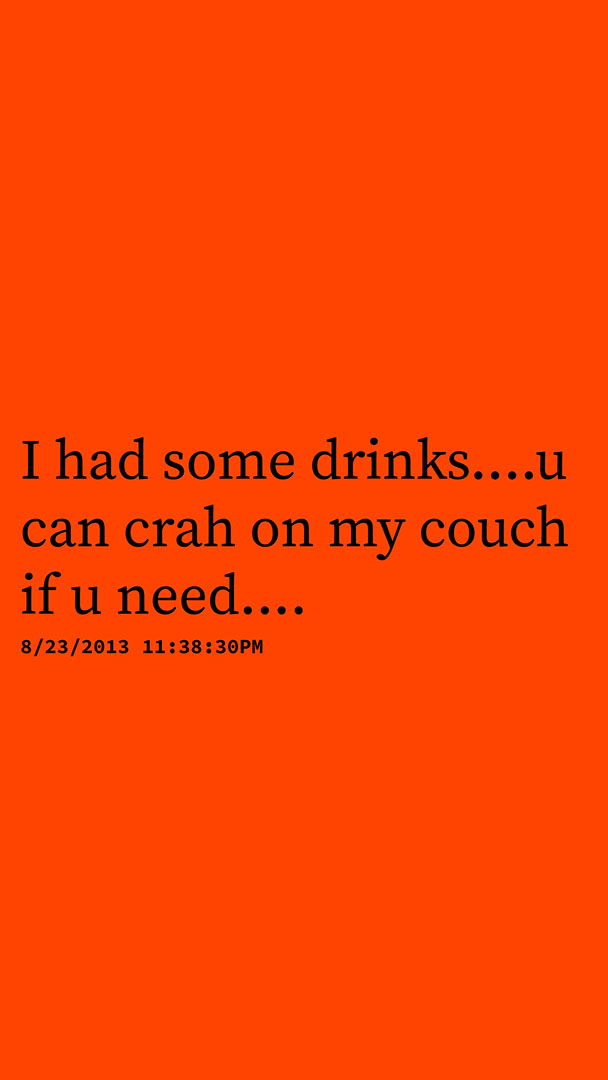 I had some drinks....u
can crah on my couch
if u need....
8/23/2013 11:38:30PM